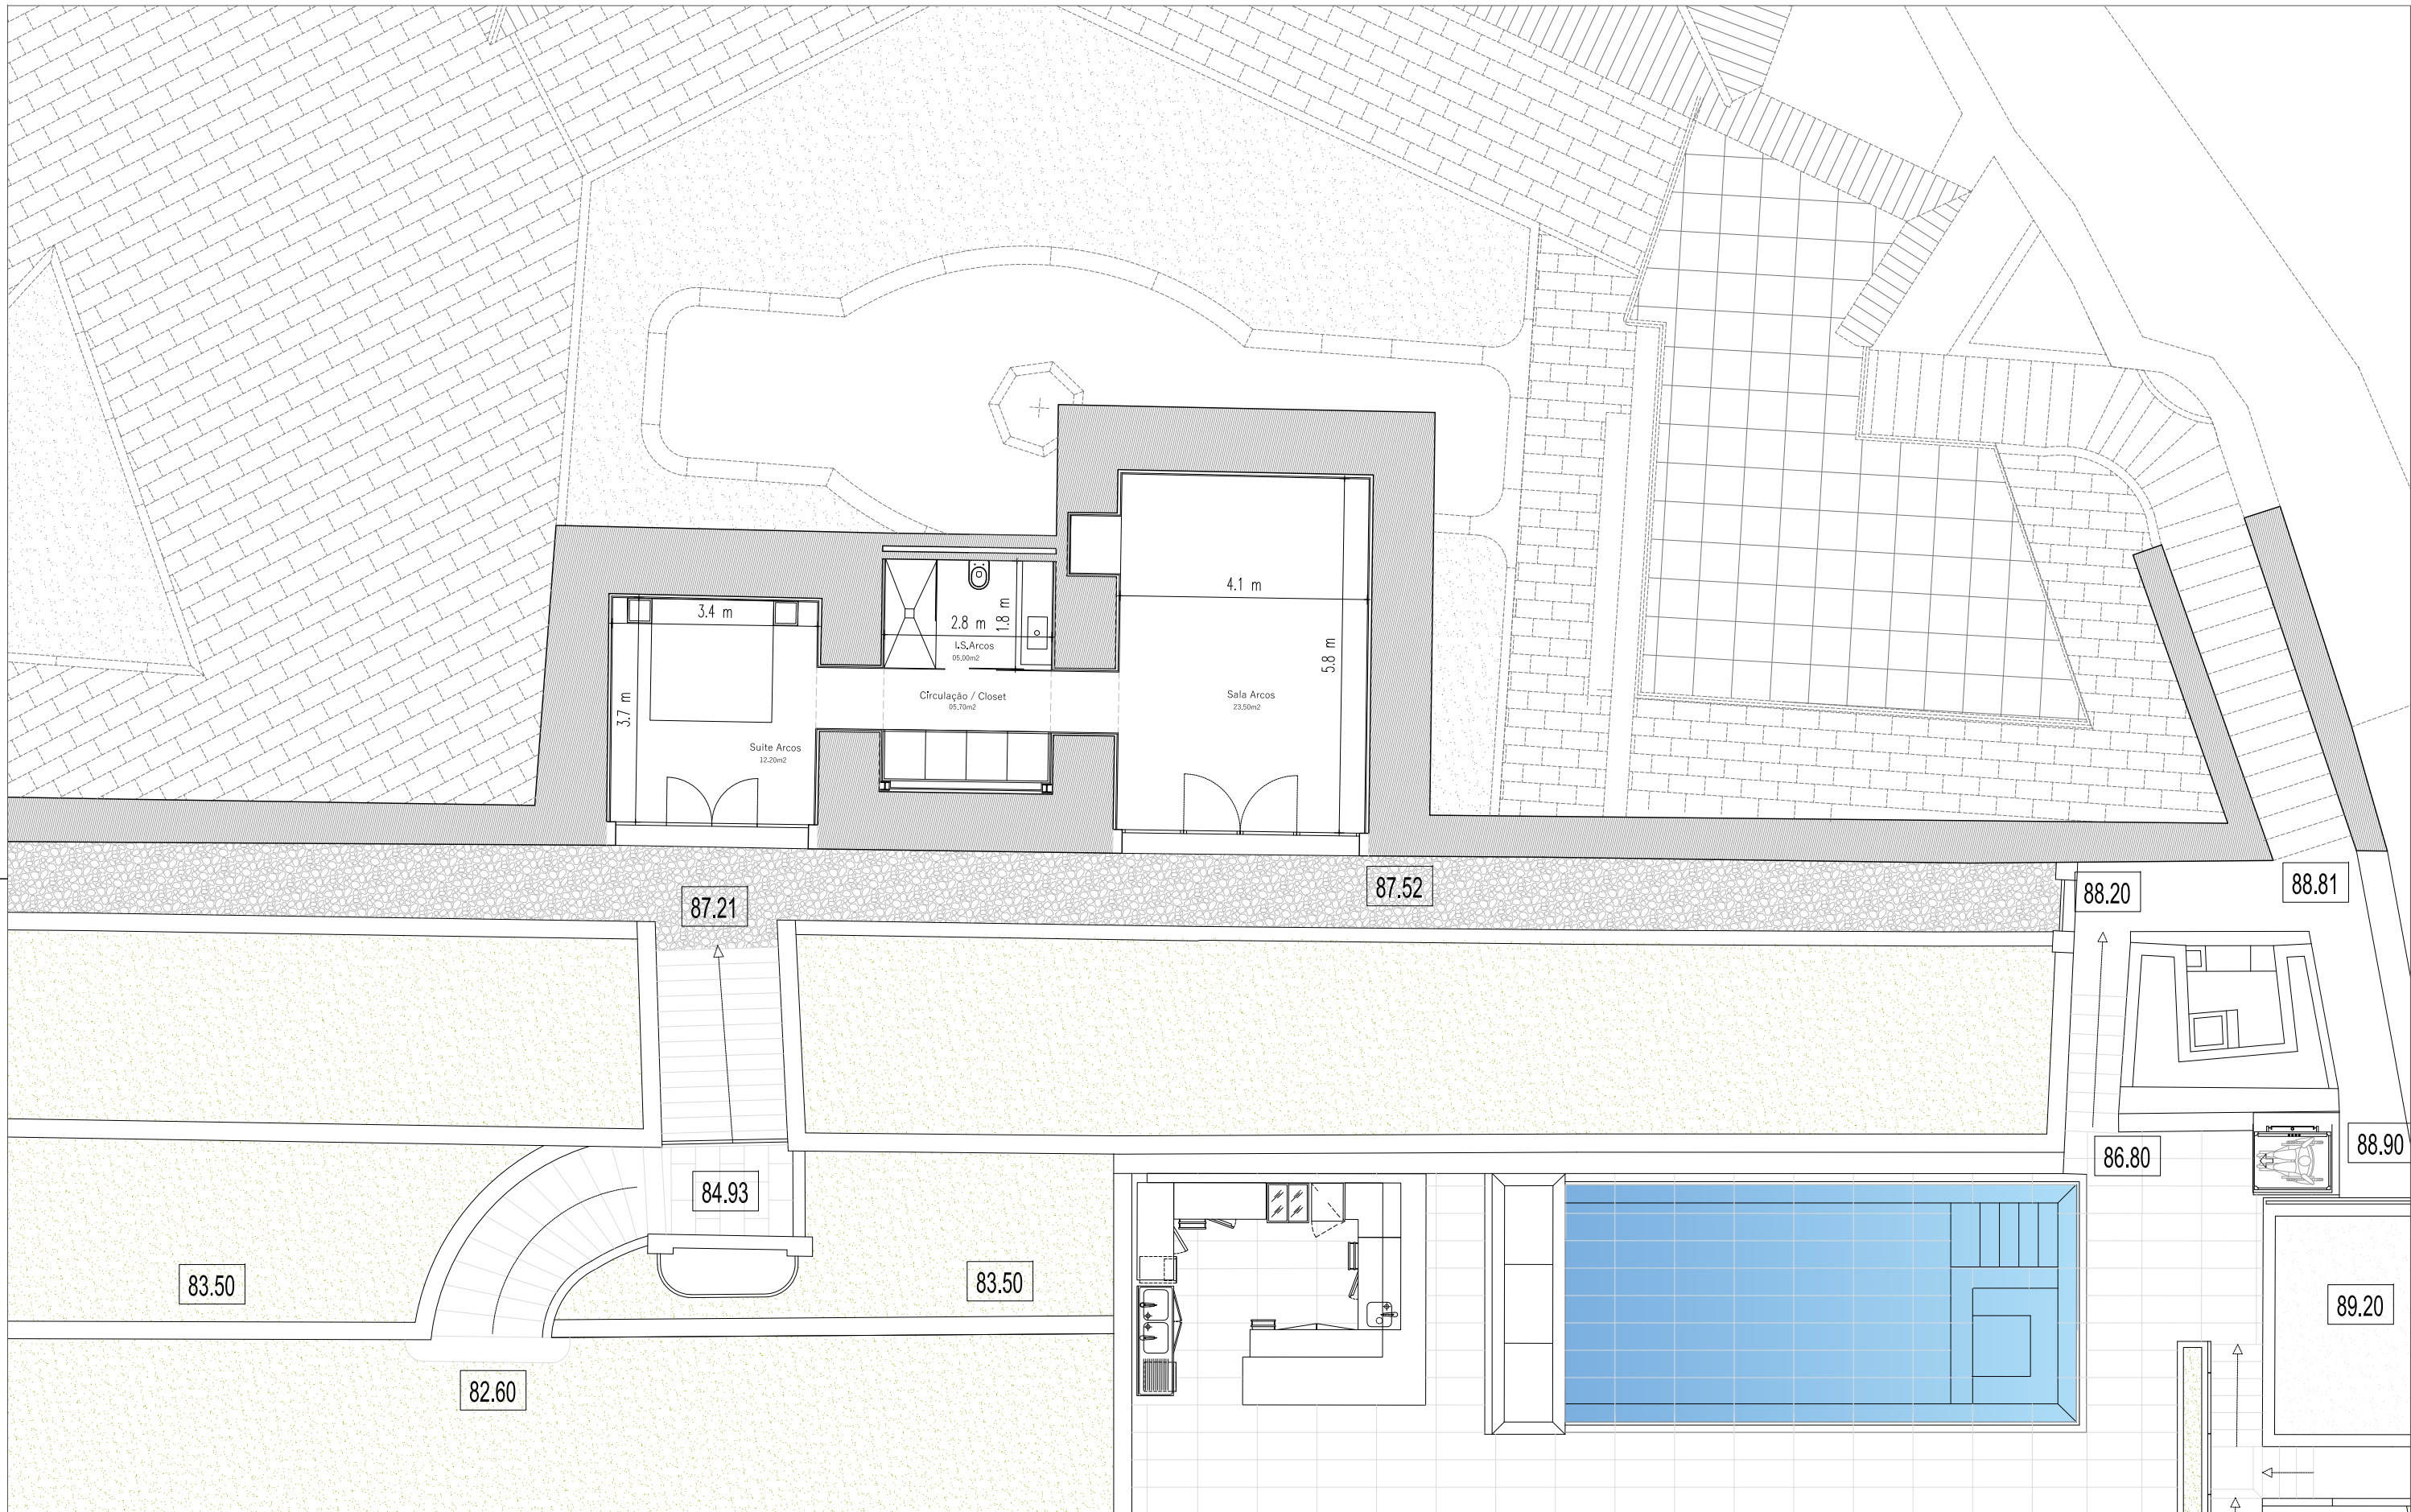 4.1 m
3.4 m
2.8 m
1.8 m
I.S.Arcos
05,00m2
5.8 m
3.7 m
Circulação / Closet
05,70m2
Sala Arcos
23,50m2
Suite Arcos
12.20m2
87.52
88.81
88.20
87.21
88.90
86.80
84.93
83.50
83.50
89.20
82.60